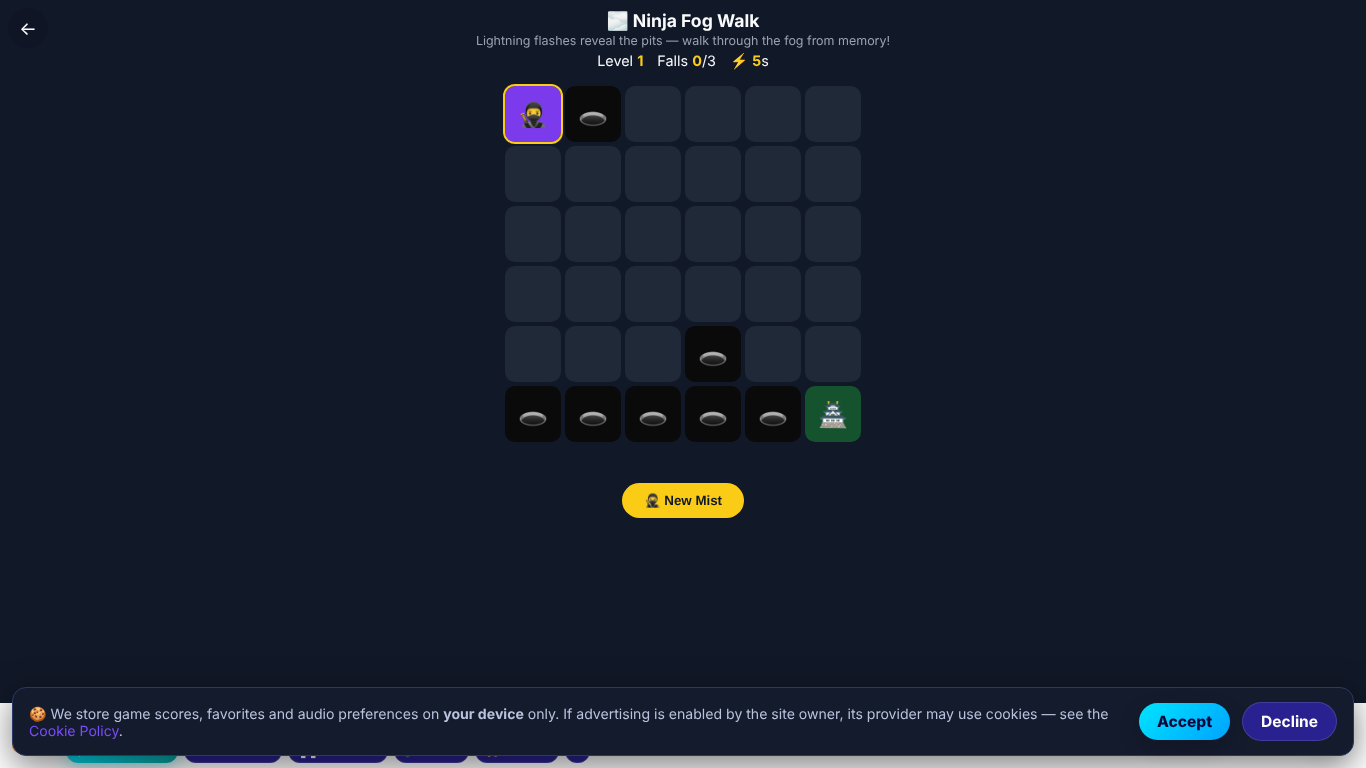 Ninja Fog Walk
Lightning flashes reveal the pits — walk through the fog from memory!
Level 1 Falls 0/3 ⚡ 5s
New Mist
🍪 We store game scores, favorites and audio preferences on your device only. If advertising is enabled by the site owner, its provider may use cookies — see the
Cookie Policy.
Accept
Decline